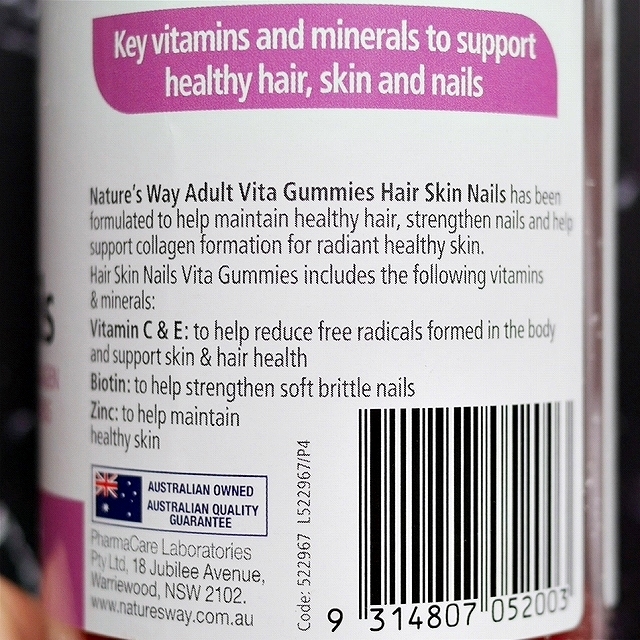 Key vitamins and minerals to support
healthy hair, skin and nails
Nature's Way Adult Vita Gummies Hair Skin Nails has been
formulated to help maintain healthy hair, strengthen nails and help
support collagen formation for radiant healthy skin.
Hair Skin Nails Vita Gummies includes the following vitamins
& minerals:
Vitamin C & E: to help reduce free radicals formed in the body
and support skin & hair health
Biotin: to help strengthen soft brittle nails
Zinc: to help maintain
healthy skin
AUSTRALIAN OWNED
AUSTRALIAN QUALITY
GUARANTEE
PharmaCare Laboratories
Pty Ltd, 18 Jubilee Avenue,
Warriewood, NSW 2102.
www.naturesway.com.au
Code: 522967 L522967/P4
9 314807 052003